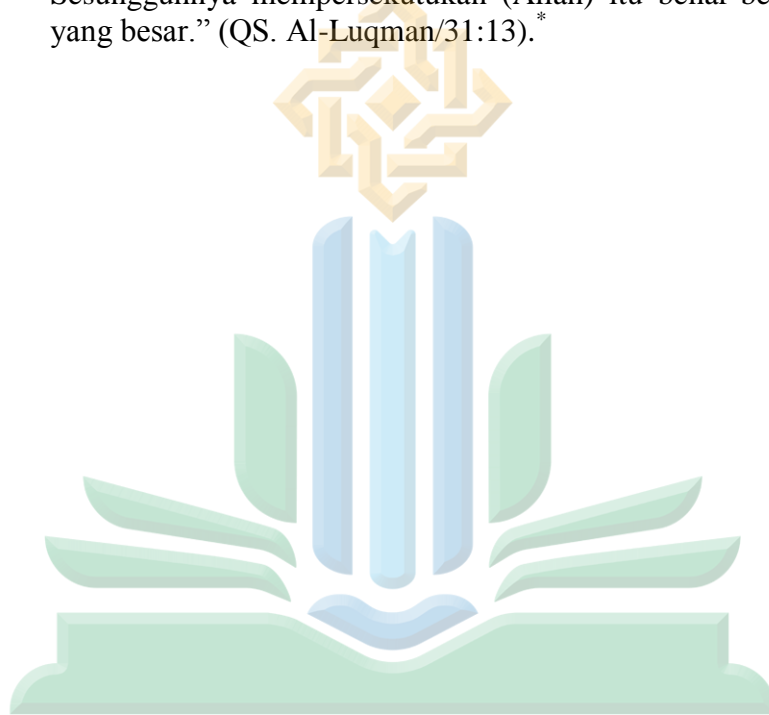 Sesungguhnya mempersekutukan (Allah) itu benar-be
yang besar.” (QS. Al-Luqman/31:13).*